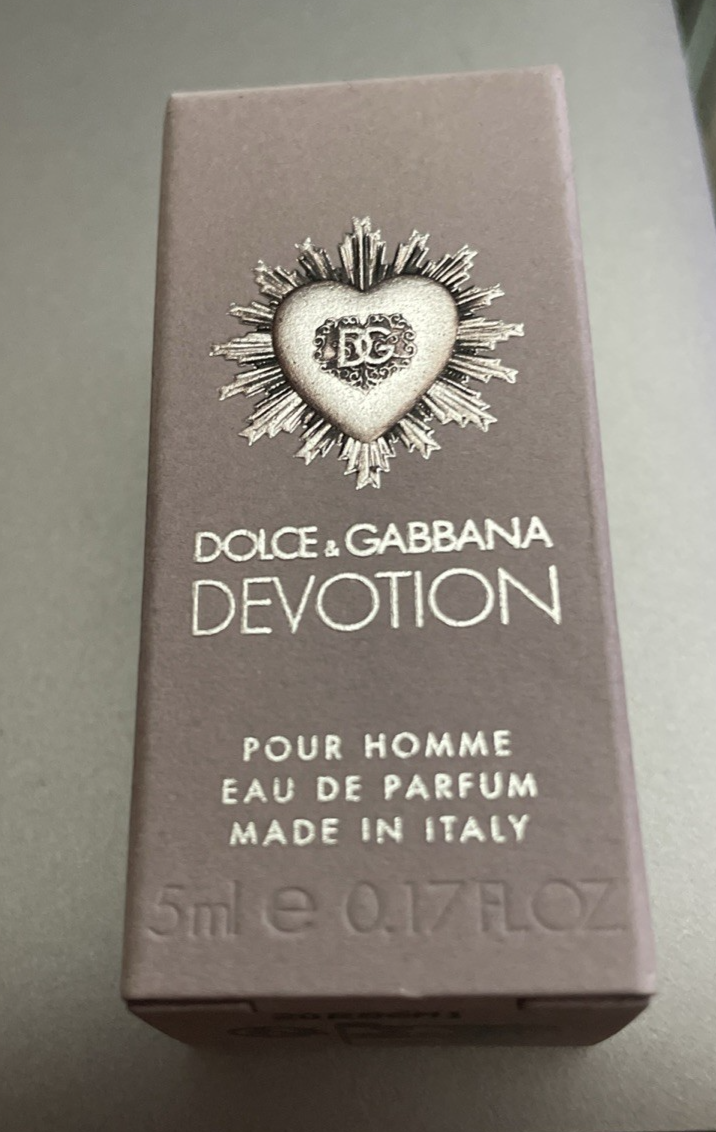 DG
DOLCE & GABBANA
DEVOTION
POUR HOMME
EAU DE PARFUM
MADE IN ITALY
5ml e 0.17 FL.OZ.